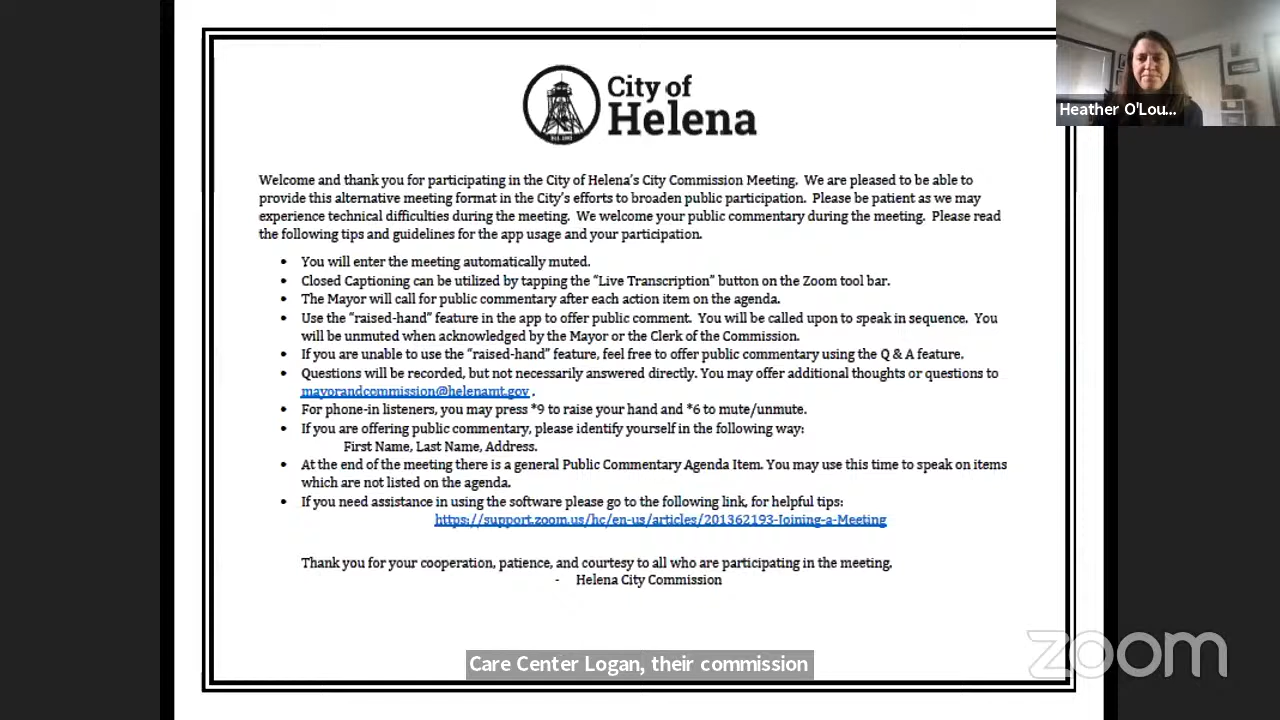 City of
Helena
Heather O'Lou...
Welcome and thank you for participating in the City of Helena's City Commission Meeting. We are pleased to be able to
provide this alternative meeting format in the City's efforts to broaden public participation. Please be patient as we may
experience technical difficulties during the meeting. We welcome your public commentary during the meeting. Please read
the following tips and guidelines for the app usage and your participation.
• You will enter the meeting automatically muted.
• Closed Captioning can be utilized by tapping the “Live Transcription” button on the Zoom tool bar.
• The Mayor will call for public commentary after each action item on the agenda.
• Use the “raised-hand” feature in the app to offer public comment. You will be called upon to speak in sequence. You
will be unmuted when acknowledged by the Mayor or the Clerk of the Commission.
• If you are unable to use the “raised-hand” feature, feel free to offer public commentary using the Q & A feature.
• Questions will be recorded, but not necessarily answered directly. You may offer additional thoughts or questions to
mayorandcommission@helenamt.gov .
• For phone-in listeners, you may press *9 to raise your hand and *6 to mute/unmute.
• If you are offering public commentary, please identify yourself in the following way:
First Name, Last Name, Address.
• At the end of the meeting there is a general Public Commentary Agenda Item. You may use this time to speak on items
which are not listed on the agenda.
• If you need assistance in using the software please go to the following link, for helpful tips:
https://support.zoom.us/hc/en-us/articles/201362193-Joining-a-Meeting
Thank you for your cooperation, patience, and courtesy to all who are participating in the meeting.
- Helena City Commission
Care Center Logan, their commission
zoom